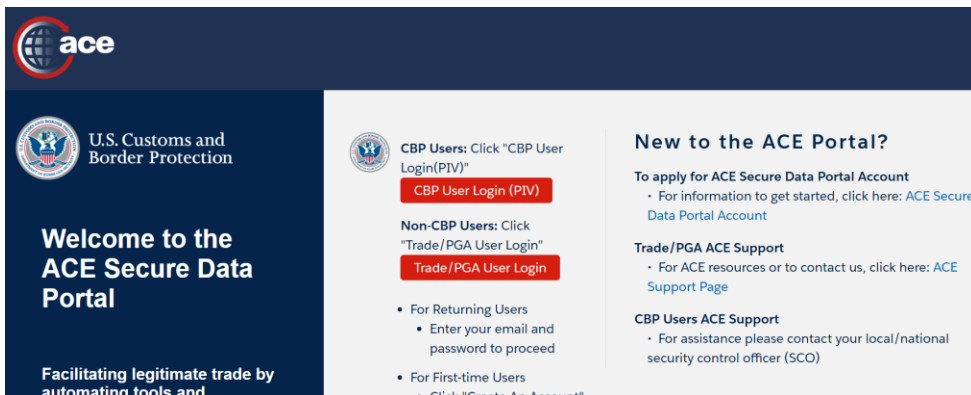 ace
U.S. Customs and
Border Protection
Welcome to the
ACE Secure Data
Portal
Facilitating legitimate trade by
automating tools and
CBP Users: Click "CBP User
Login(PIV)"
CBP User Login (PIV)
Non-CBP Users: Click
"Trade/PGA User Login"
Trade/PGA User Login
• For Returning Users
• Enter your email and
password to proceed
• For First-time Users
• Click "Create An Account"
New to the ACE Portal?
To apply for ACE Secure Data Portal Account
· For information to get started, click here: ACE Secure
Data Portal Account
Trade/PGA ACE Support
· For ACE resources or to contact us, click here: ACE
Support Page
CBP Users ACE Support
· For assistance please contact your local/national
security control officer (SCO)